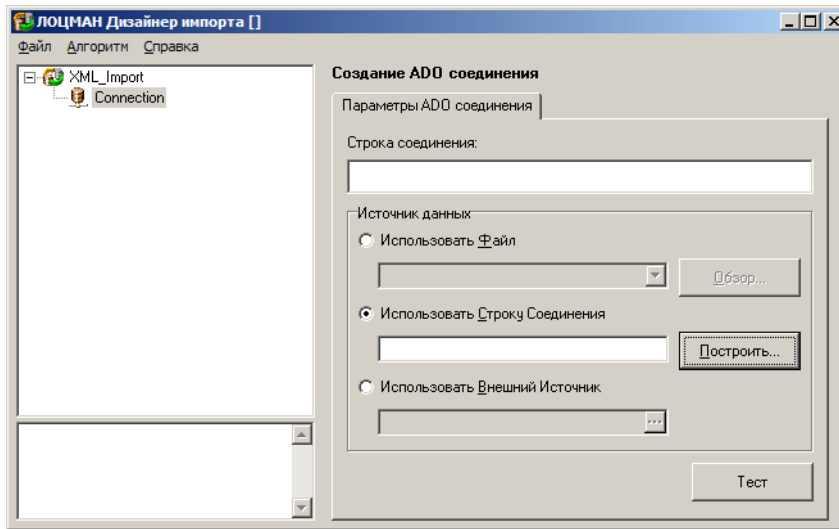 ЛОЦМАН Дизайнер импорта []
Файл Алгоритм Справка
XML_Import
Connection
Создание ADO соединения
Параметры ADO соединения
Строка соединения:
Источник данных
Использовать Файл
Обзор...
Использовать Строку Соединения
Построить...
Использовать Внешний Источник
...
Тест